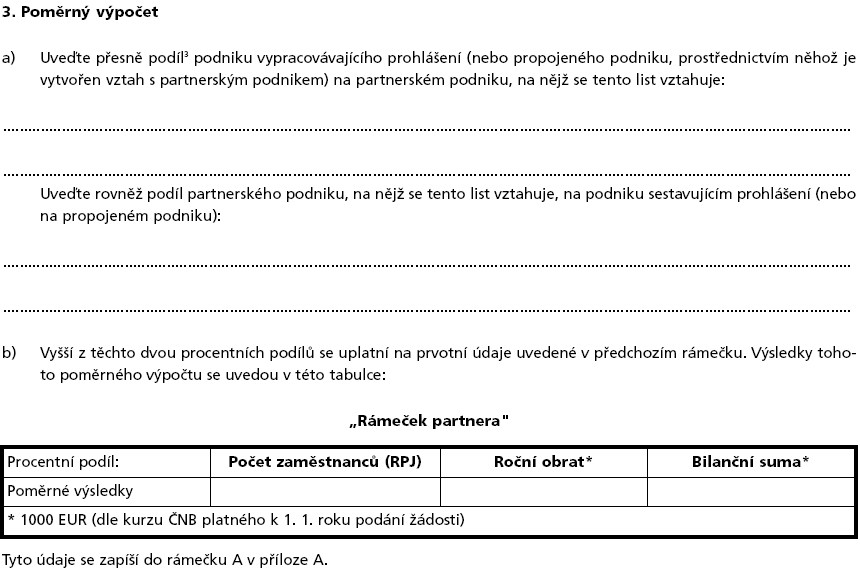 3. Poměrný výpočet
a) Uveďte přesně podíl³ podniku vypracovávajícího prohlášení (nebo propojeného podniku, prostřednictvím něhož je
vytvořen vztah s partnerským podnikem) na partnerském podniku, na nějž se tento list vztahuje:
Uveďte rovněž podíl partnerského podniku, na nějž se tento list vztahuje, na podniku sestavujícím prohlášení (nebo
na propojeném podniku):
b) Vyšší z těchto dvou procentních podílů se uplatní na prvotní údaje uvedené v předchozím rámečku. Výsledky toho-
to poměrného výpočtu se uvedou v této tabulce:
„Rámeček partnera"
Procentní podíl: Počet zaměstnanců (RPJ) Roční obrat* Bilanční suma*
Poměrné výsledky
* 1000 EUR (dle kurzu ČNB platného k 1. 1. roku podání žádosti)
Tyto údaje se zapíší do rámečku A v příloze A.